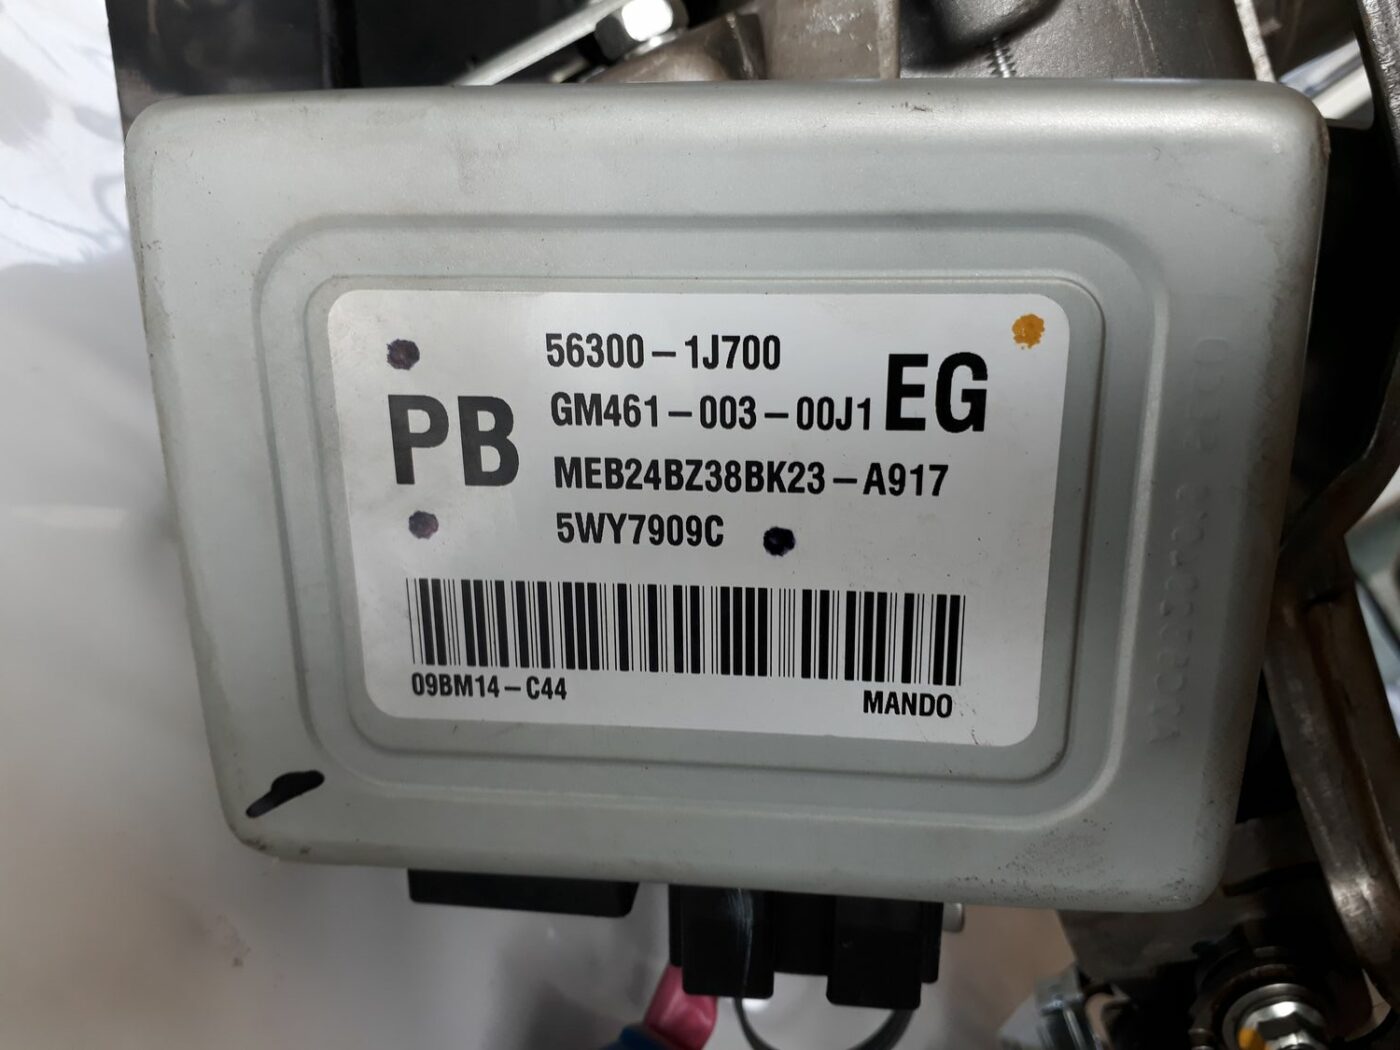 56300-1J700
PB
GM461-003-00J1
EG
MEB24BZ38BK23-A917
5WY7909C
09BM14-C44
MANDO